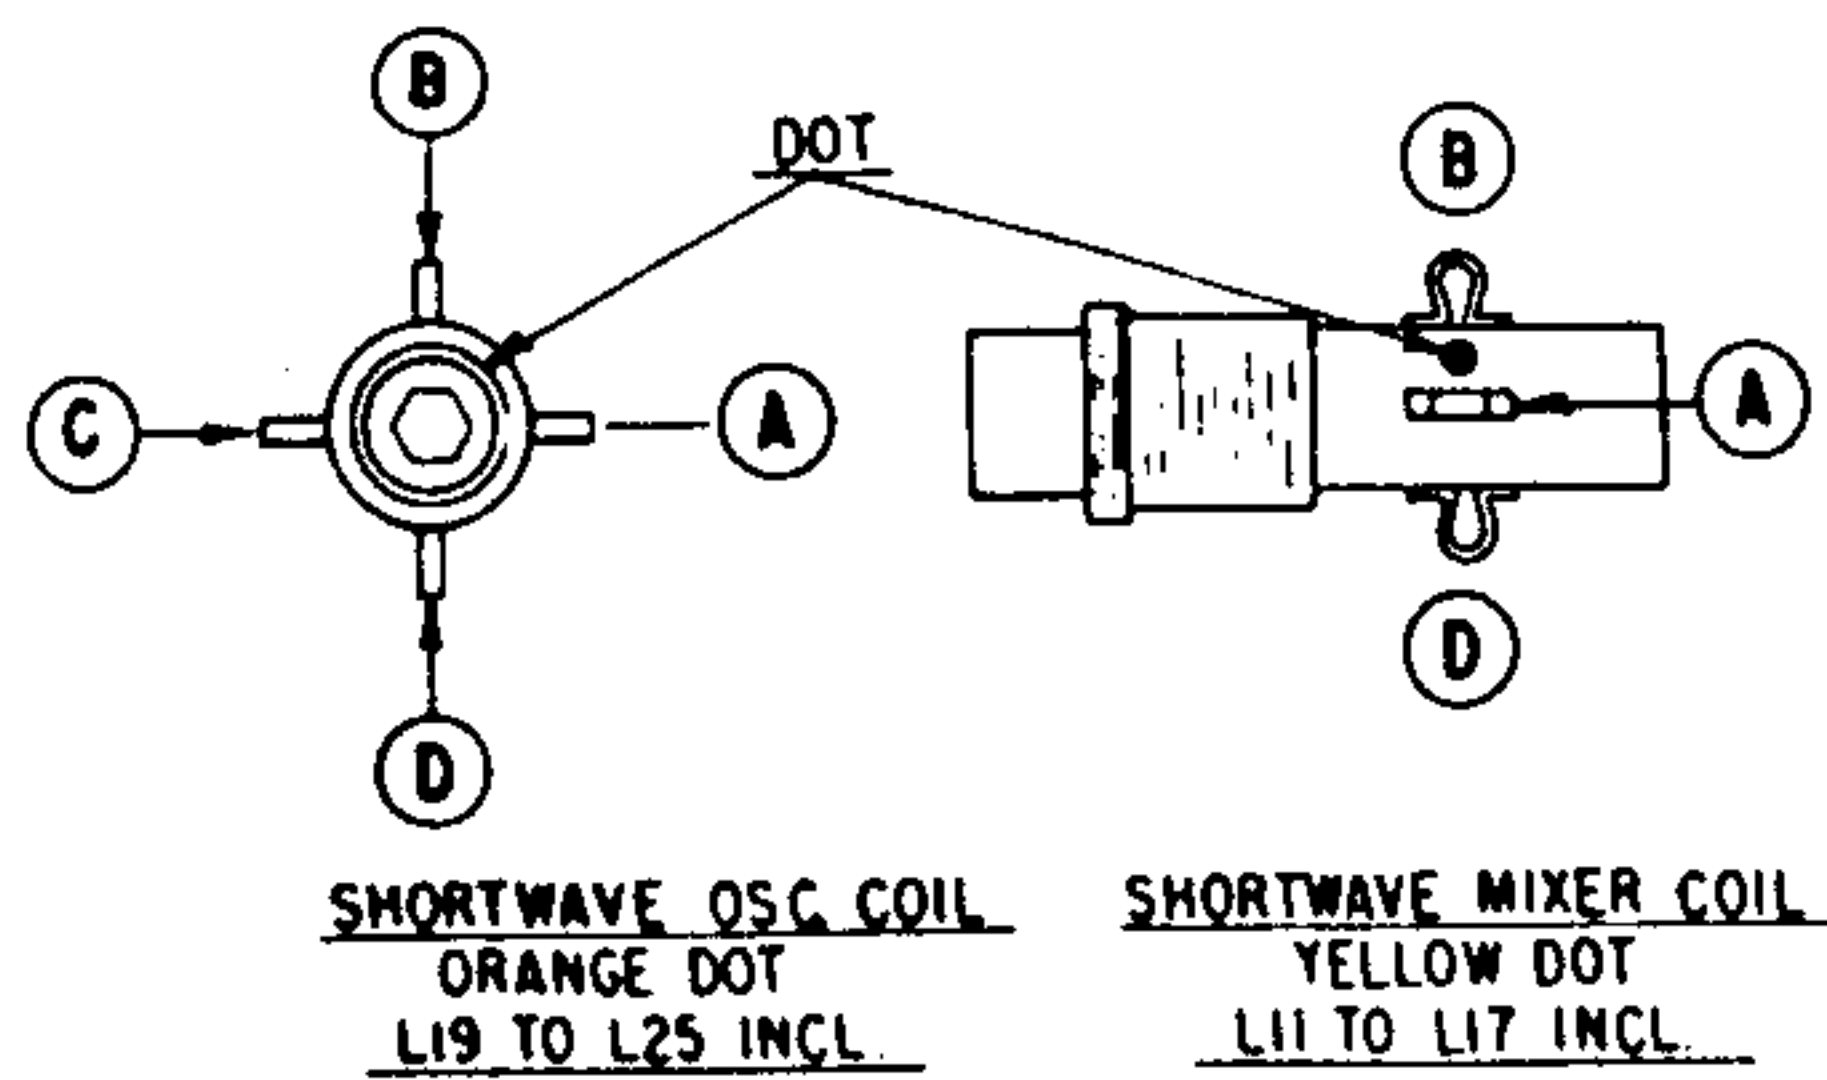 B
DOT
B
C
A
A
D
D
SHORTWAVE OSC COIL
ORANGE DOT
L19 TO L25 INCL.
SHORTWAVE MIXER COIL
YELLOW DOT
L11 TO L17 INCL.